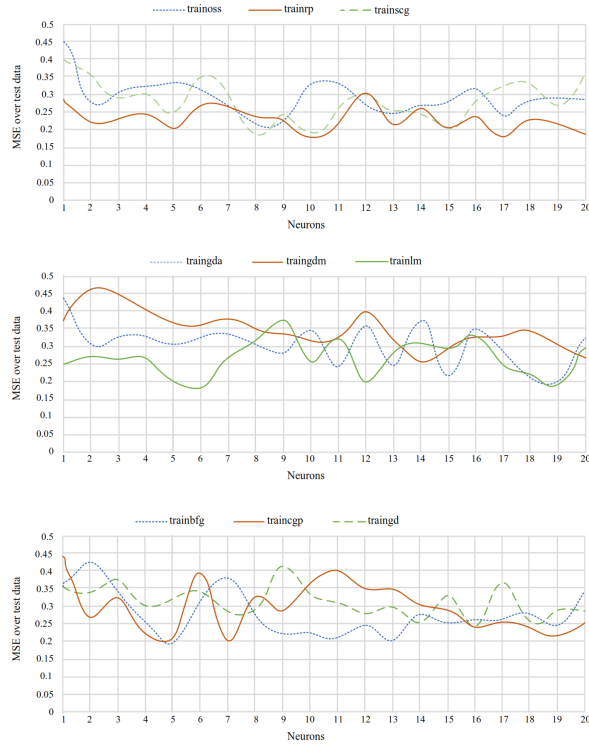 trainoss trainrp trainscg
0.5
0.45
0.4
0.35
0.3
0.25
0.2
0.15
0.1
0.05
0
MSE over test data
1 2 3 4 5 6 7 8 9 10 11 12 13 14 15 16 17 18 19 20
Neurons
traingda traingdm trainlm
0.5
0.45
0.4
0.35
0.3
0.25
0.2
0.15
0.1
0.05
0
MSE over test data
1 2 3 4 5 6 7 8 9 10 11 12 13 14 15 16 17 18 19 20
Neurons
trainbfg traincgp traingd
0.5
0.45
0.4
0.35
0.3
0.25
0.2
0.15
0.1
0.05
0
MSE over test data
1 2 3 4 5 6 7 8 9 10 11 12 13 14 15 16 17 18 19 20
Neurons